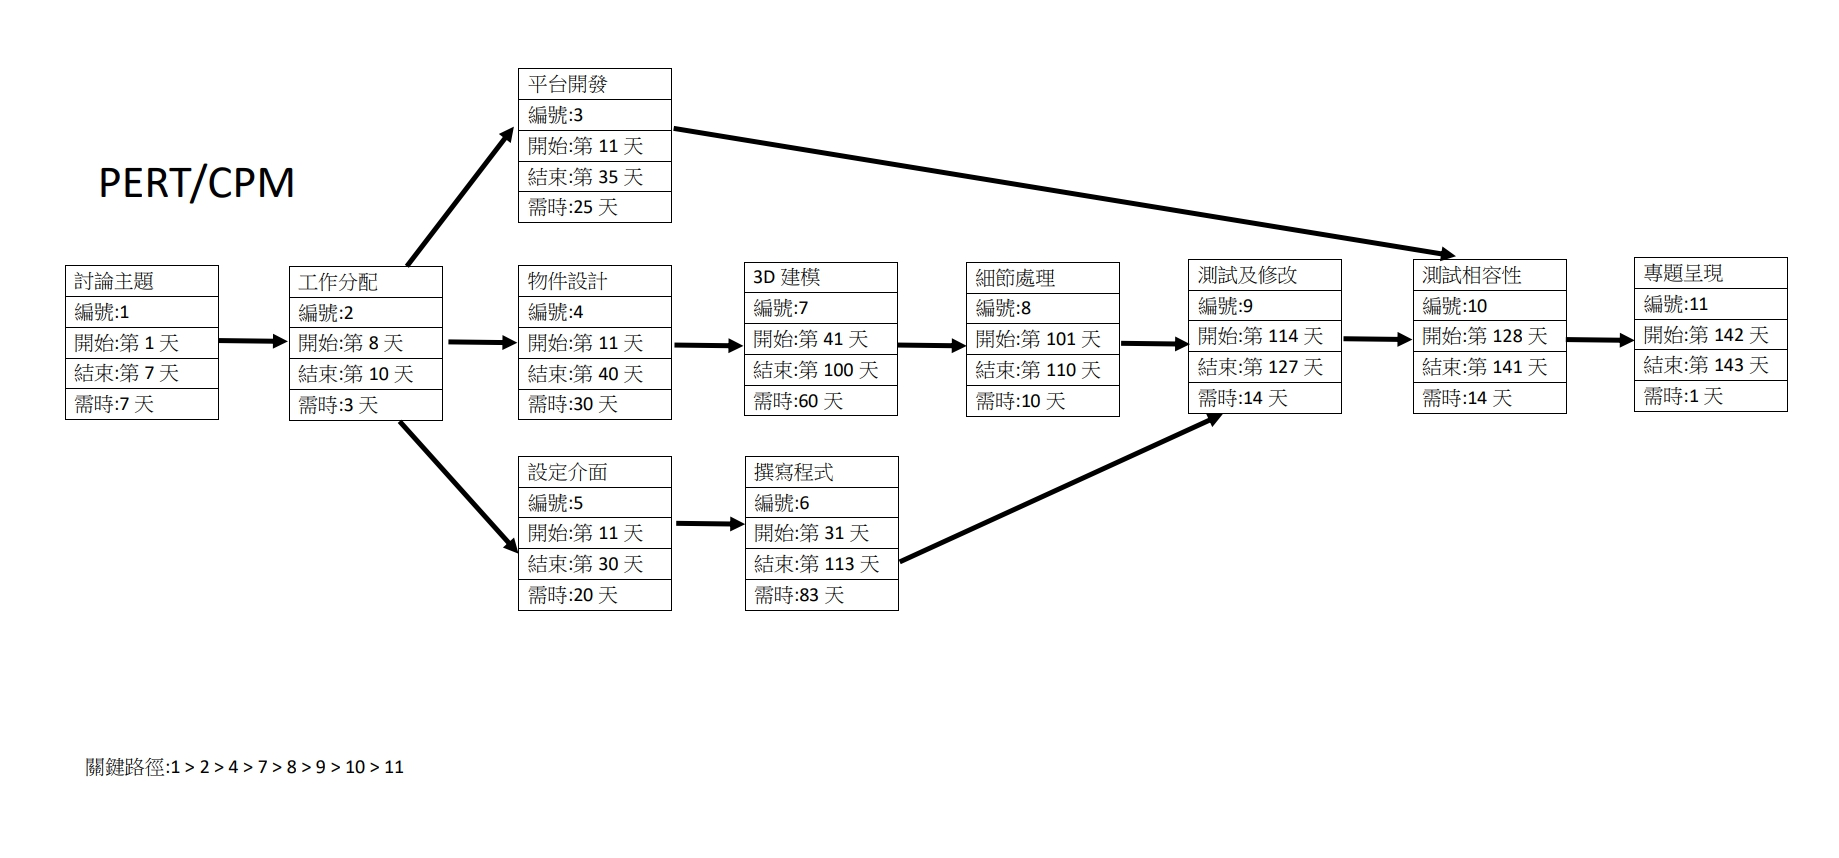 PERT/CPM
平台開發
編號:3
開始:第 11 天
結束:第 35 天
需時:25 天
討論主題
編號:1
開始:第 1 天
結束:第 7 天
需時:7 天
工作分配
編號:2
開始:第 8 天
結束:第 10 天
需時:3 天
物件設計
編號:4
開始:第 11 天
結束:第 40 天
需時:30 天
3D 建模
編號:7
開始:第 41 天
結束:第 100 天
需時:60 天
細節處理
編號:8
開始:第 101 天
結束:第 110 天
需時:10 天
測試及修改
編號:9
開始:第 114 天
結束:第 127 天
需時:14 天
測試相容性
編號:10
開始:第 128 天
結束:第 141 天
需時:14 天
專題呈現
編號:11
開始:第 142 天
結束:第 143 天
需時:1 天
設定介面
編號:5
開始:第 11 天
結束:第 30 天
需時:20 天
撰寫程式
編號:6
開始:第 31 天
結束:第 113 天
需時:83 天
關鍵路徑:1 > 2 > 4 > 7 > 8 > 9 > 10 > 11